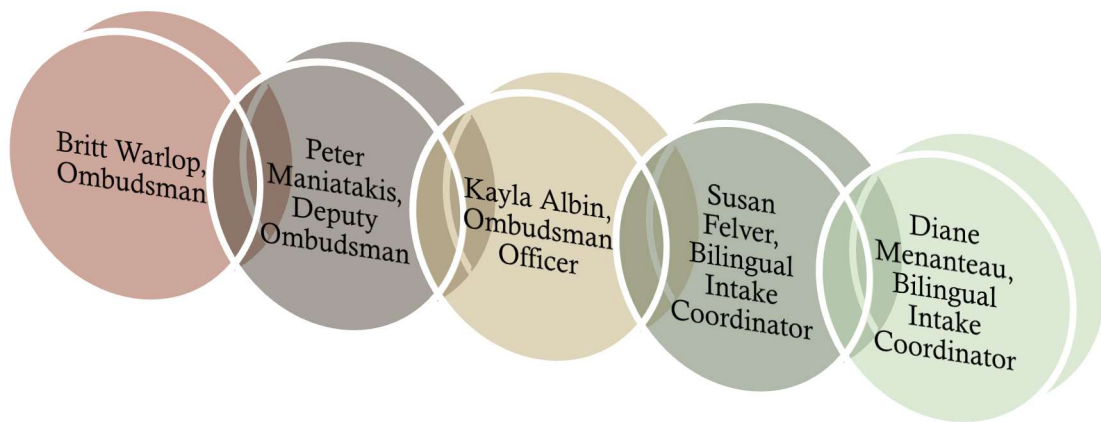 Britt Warlop,
Ombudsman
Peter
Maniatakis,
Deputy
Ombudsman
Kayla Albin,
Ombudsman
Officer
Susan
Felver,
Bilingual
Intake
Coordinator
Diane
Menanteau,
Bilingual
Intake
Coordinator